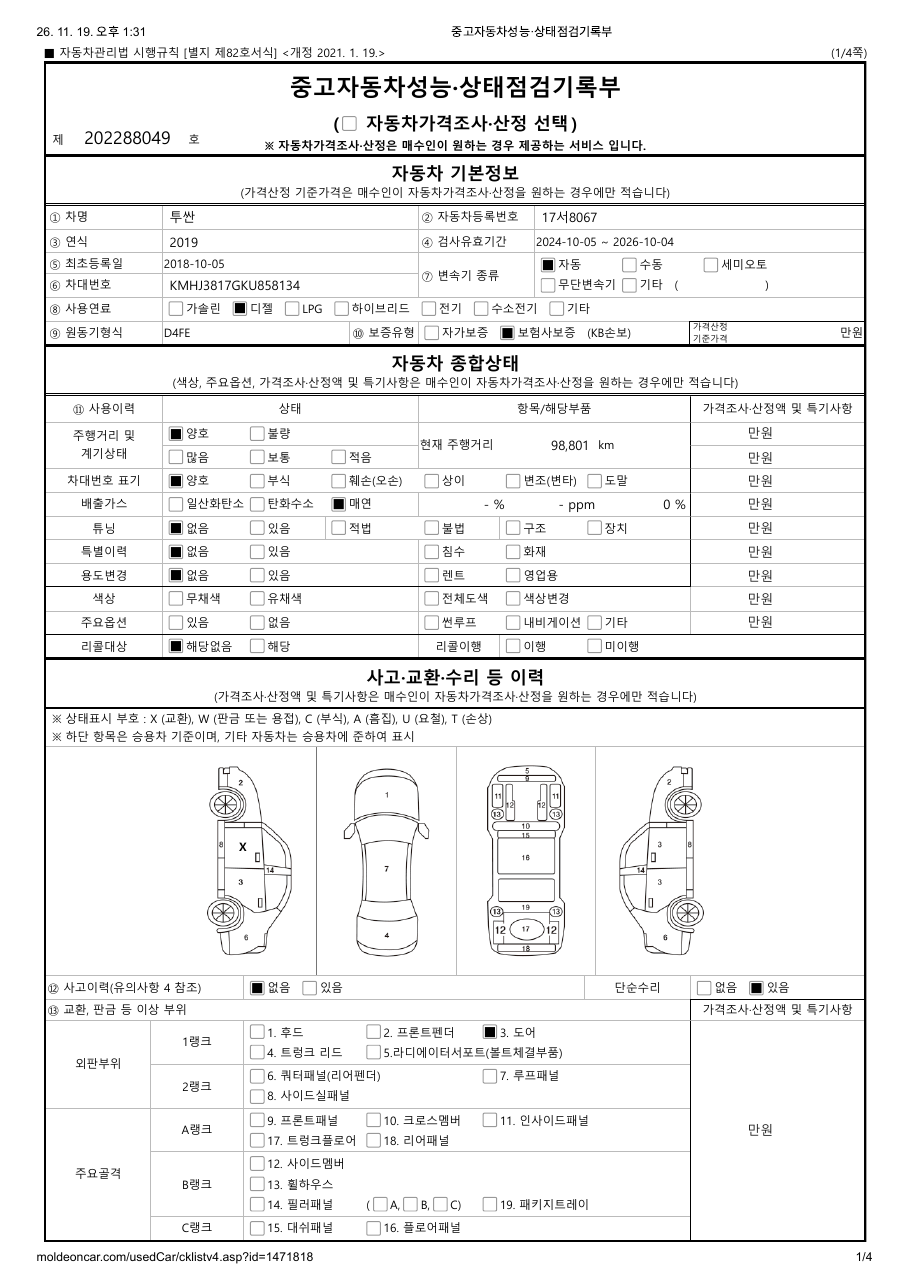 26. 11. 19. 오후 1:31 중고자동차성능·상태점검기록부
■ 자동차관리법 시행규칙 [별지 제82호서식] <개정 2021. 1. 19.> (1/4쪽)
중고자동차성능·상태점검기록부
(□ 자동차가격조사·산정 선택)
제 202288049 호
※ 자동차가격조사·산정은 매수인이 원하는 경우 제공하는 서비스 입니다.
자동차 기본정보
(가격산정 기준가격은 매수인이 자동차가격조사·산정을 원하는 경우에만 적습니다)
① 차명 투싼 ② 자동차등록번호 17서8067
③ 연식 2019 ④ 검사유효기간 2024-10-05 ~ 2026-10-04
⑤ 최초등록일 2018-10-05 ⑦ 변속기 종류 ■ 자동 □ 수동 □ 세미오토
⑥ 차대번호 KMHJ3817GKU858134 □ 무단변속기 □ 기타 ( )
⑧ 사용연료 □ 가솔린 ■ 디젤 □ LPG □ 하이브리드 □ 전기 □ 수소전기 □ 기타
⑨ 원동기형식 D4FE ⑩ 보증유형 □ 자가보증 ■ 보험사보증 (KB손보) 가격산정 기준가격 만원
자동차 종합상태
(색상, 주요옵션, 가격조사·산정액 및 특기사항은 매수인이 자동차가격조사·산정을 원하는 경우에만 적습니다)
⑪ 사용이력 상태 항목/해당부품 가격조사·산정액 및 특기사항
주행거리 및 계기상태 ■ 양호 □ 불량 현재 주행거리 98,801 km 만원
□ 많음 □ 보통 □ 적음 만원
차대번호 표기 ■ 양호 □ 부식 □ 훼손(오손) □ 상이 □ 변조(변타) □ 도말 만원
배출가스 □ 일산화탄소 □ 탄화수소 ■ 매연 - % - ppm 0 % 만원
튜닝 ■ 없음 □ 있음 □ 적법 □ 불법 □ 구조 □ 장치 만원
특별이력 ■ 없음 □ 있음 □ 침수 □ 화재 만원
용도변경 ■ 없음 □ 있음 □ 렌트 □ 영업용 만원
색상 □ 무채색 □ 유채색 □ 전체도색 □ 색상변경 만원
주요옵션 □ 있음 □ 없음 □ 썬루프 □ 내비게이션 □ 기타 만원
리콜대상 ■ 해당없음 □ 해당 리콜이행 □ 이행 □ 미이행
사고·교환·수리 등 이력
(가격조사·산정액 및 특기사항은 매수인이 자동차가격조사·산정을 원하는 경우에만 적습니다)
※ 상태표시 부호 : X (교환), W (판금 또는 용접), C (부식), A (흠집), U (요철), T (손상)
※ 하단 항목은 승용차 기준이며, 기타 자동차는 승용차에 준하여 표시
2 8 X 14 3 6
1 7 4
5 9 11 12 12 11 13 13 10 15 16 19 13 13 12 17 12 18
2 3 8 14 3 6
⑫ 사고이력(유의사항 4 참조) ■ 없음 □ 있음 단순수리 □ 없음 ■ 있음
⑬ 교환, 판금 등 이상 부위 가격조사·산정액 및 특기사항
외판부위 1랭크 □ 1. 후드 □ 2. 프론트펜더 ■ 3. 도어
□ 4. 트렁크 리드 □ 5.라디에이터서포트(볼트체결부품)
2랭크 □ 6. 쿼터패널(리어펜더) □ 7. 루프패널
□ 8. 사이드실패널
주요골격 A랭크 □ 9. 프론트패널 □ 10. 크로스멤버 □ 11. 인사이드패널 만원
□ 17. 트렁크플로어 □ 18. 리어패널
B랭크 □ 12. 사이드멤버
□ 13. 휠하우스
□ 14. 필러패널 (□ A, □ B, □ C) □ 19. 패키지트레이
C랭크 □ 15. 대쉬패널 □ 16. 플로어패널
moldeoncar.com/usedCar/cklistv4.asp?id=1471818 1/4